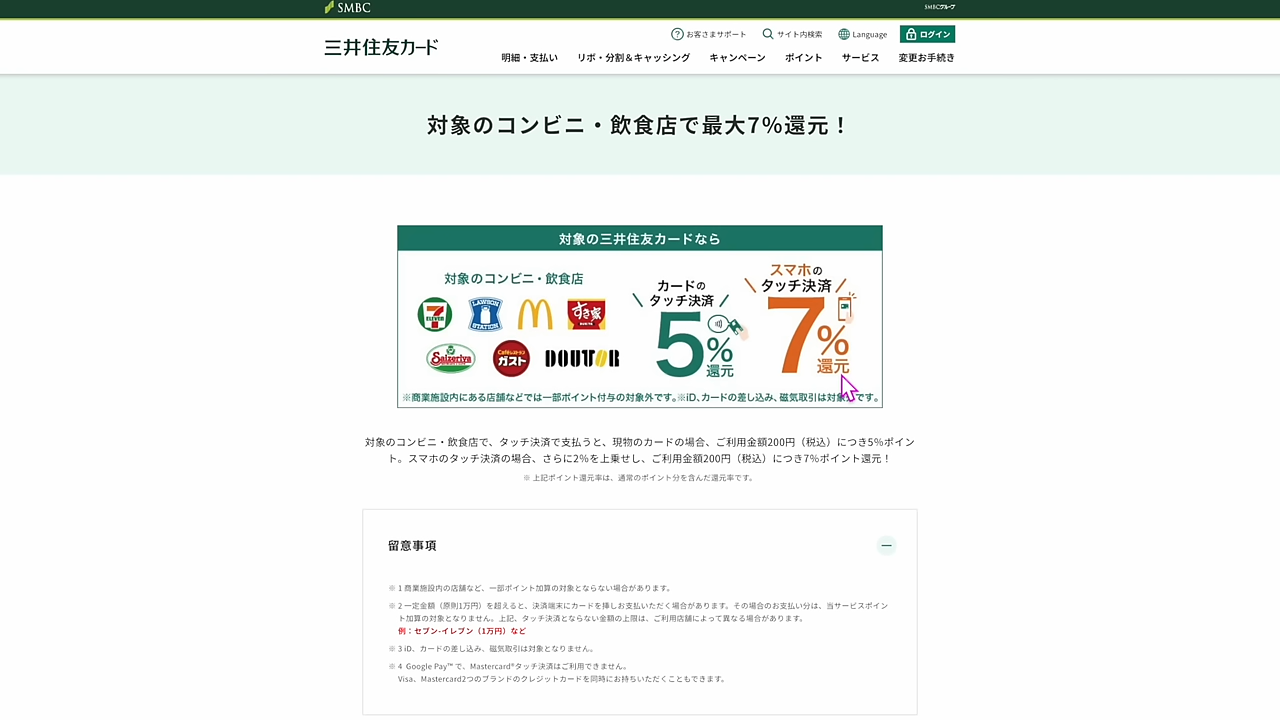 SMBC
SMBCグループ
三井住友カード
お客さまサポート
サイト内検索
Language
ログイン
明細・支払い
リボ・分割＆キャッシング
キャンペーン
ポイント
サービス
変更お手続き
対象のコンビニ・飲食店で最大7%還元！
対象の三井住友カードなら
対象のコンビニ・飲食店
7 ELEVEN
LAWSON STATION
すき家
SUKIYA
Saizeriya
Caféレストラン ガスト
DOUTOR
カードの
タッチ決済
5%還元
スマホの
タッチ決済
7%還元
※商業施設内にある店舗などでは一部ポイント付与の対象外です。※iD、カードの差し込み、磁気取引は対象外です。
対象のコンビニ・飲食店で、タッチ決済で支払うと、現物のカードの場合、ご利用金額200円（税込）につき5%ポイン
ト。スマホのタッチ決済の場合、さらに2%を上乗せし、ご利用金額200円（税込）につき7%ポイント還元！
※ 上記ポイント還元率は、通常のポイント分を含んだ還元率です。
留意事項
※ 1 商業施設内の店舗など、一部ポイント加算の対象とならない場合があります。
※ 2 一定金額（原則1万円）を超えると、決済端末にカードを挿しお支払いただく場合があります。その場合のお支払い分は、当サービスポイン
ト加算の対象となりません。上記、タッチ決済とならない金額の上限は、ご利用店舗によって異なる場合があります。
例：セブン-イレブン（1万円）など
※ 3 iD、カードの差し込み、磁気取引は対象となりません。
※ 4 Google Pay™ で、Mastercard®タッチ決済はご利用できません。
Visa、Mastercard2つのブランドのクレジットカードを同時にお持ちいただくこともできます。